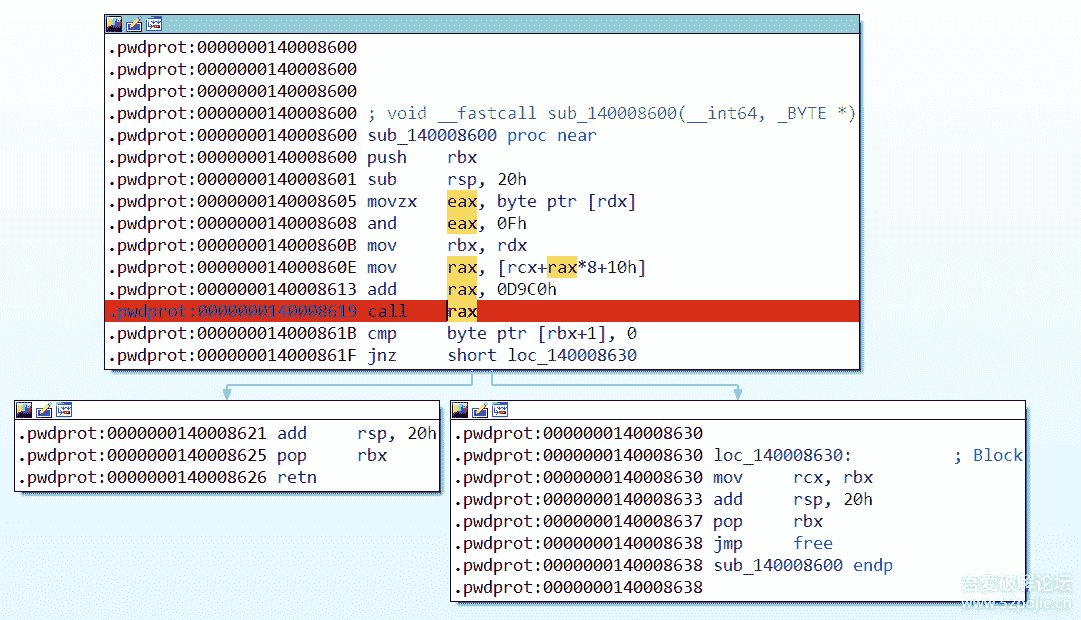 .pwdprot:0000000140008600
.pwdprot:0000000140008600
.pwdprot:0000000140008600
.pwdprot:0000000140008600 ; void __fastcall sub_140008600(__int64, _BYTE *)
.pwdprot:0000000140008600 sub_140008600 proc near
.pwdprot:0000000140008600 push rbx
.pwdprot:0000000140008601 sub rsp, 20h
.pwdprot:0000000140008605 movzx eax, byte ptr [rdx]
.pwdprot:0000000140008608 and eax, 0Fh
.pwdprot:000000014000860B mov rbx, rdx
.pwdprot:000000014000860E mov rax, [rcx+rax*8+10h]
.pwdprot:0000000140008613 add rax, 0D9C0h
.pwdprot:0000000140008619 call rax
.pwdprot:000000014000861B cmp byte ptr [rbx+1], 0
.pwdprot:000000014000861F jnz short loc_140008630
.pwdprot:0000000140008621 add rsp, 20h
.pwdprot:0000000140008625 pop rbx
.pwdprot:0000000140008626 retn
.pwdprot:0000000140008630
.pwdprot:0000000140008630 loc_140008630: ; Block
.pwdprot:0000000140008630 mov rcx, rbx
.pwdprot:0000000140008633 add rsp, 20h
.pwdprot:0000000140008637 pop rbx
.pwdprot:0000000140008638 jmp free
.pwdprot:0000000140008638 sub_140008600 endp
.pwdprot:0000000140008638
吾爱破解论坛
www.52pojie.cn